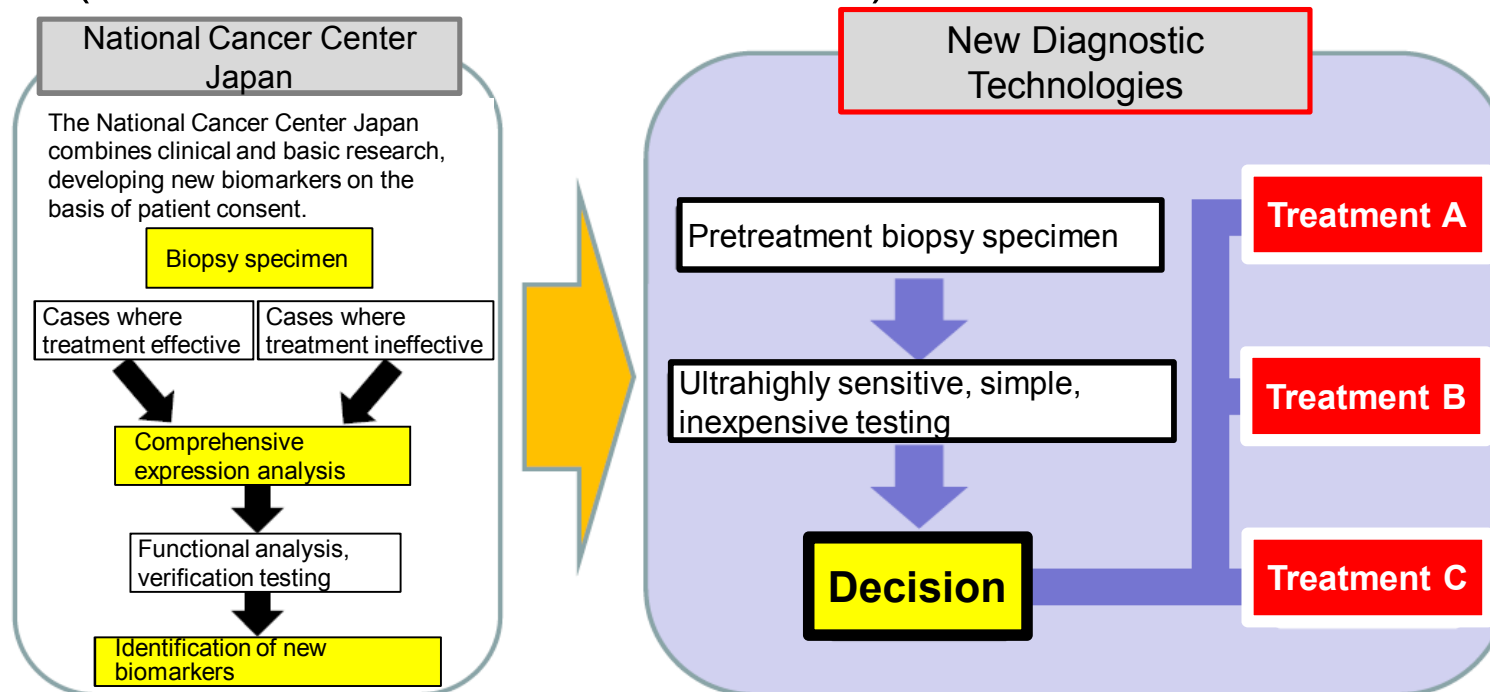 National Cancer Center
Japan
The National Cancer Center Japan
combines clinical and basic research,
developing new biomarkers on the
basis of patient consent.
Biopsy specimen
Cases where
treatment effective
Cases where
treatment ineffective
Comprehensive
expression analysis
Functional analysis,
verification testing
Identification of new
biomarkers
New Diagnostic
Technologies
Pretreatment biopsy specimen
Ultrahighly sensitive, simple,
inexpensive testing
Decision
Treatment A
Treatment B
Treatment C